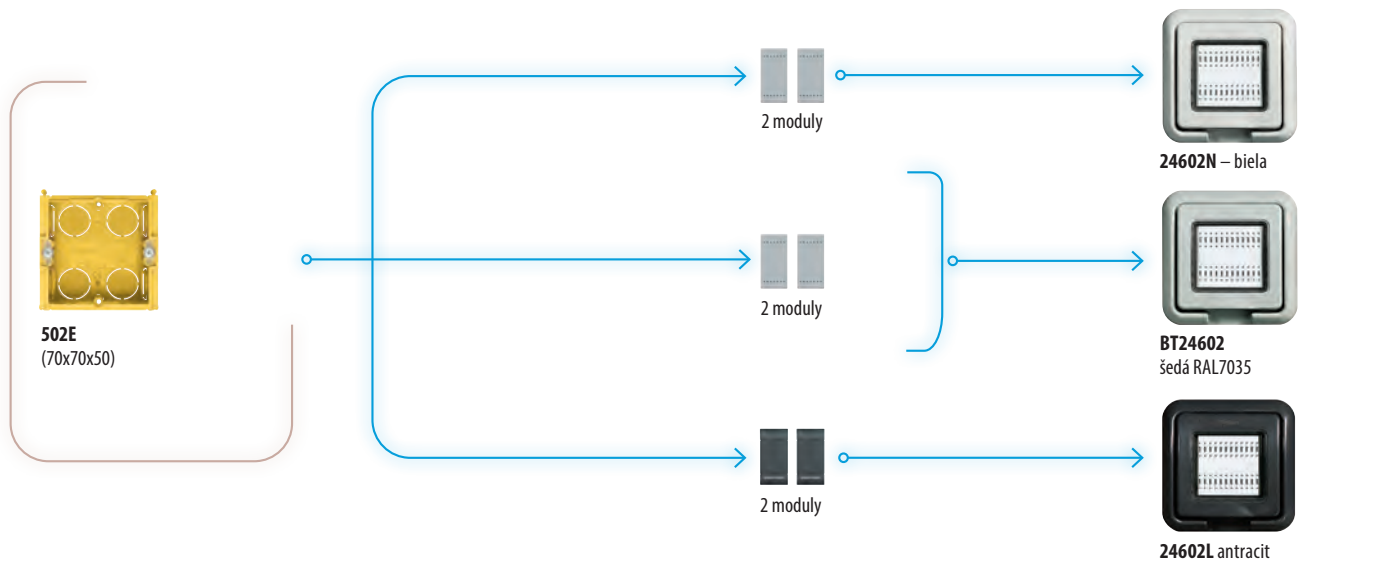 2 moduly
24602N – biela
502E
(70x70x50)
2 moduly
BT24602
šedá RAL7035
2 moduly
24602L antracit